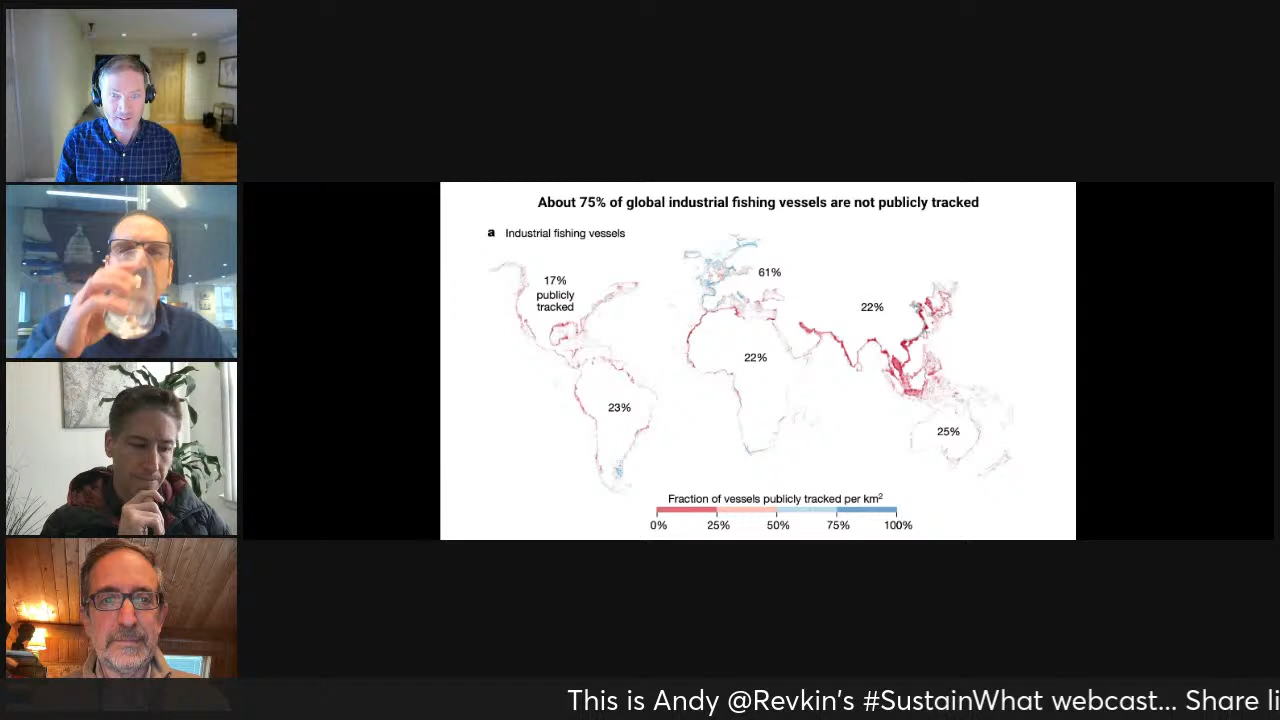 About 75% of global industrial fishing vessels are not publicly tracked
a Industrial fishing vessels
17%
publicly
tracked
61%
22%
22%
23%
25%
Fraction of vessels publicly tracked per km²
0% 25% 50% 75% 100%
This is Andy @Revkin's #SustainWhat webcast... Share li